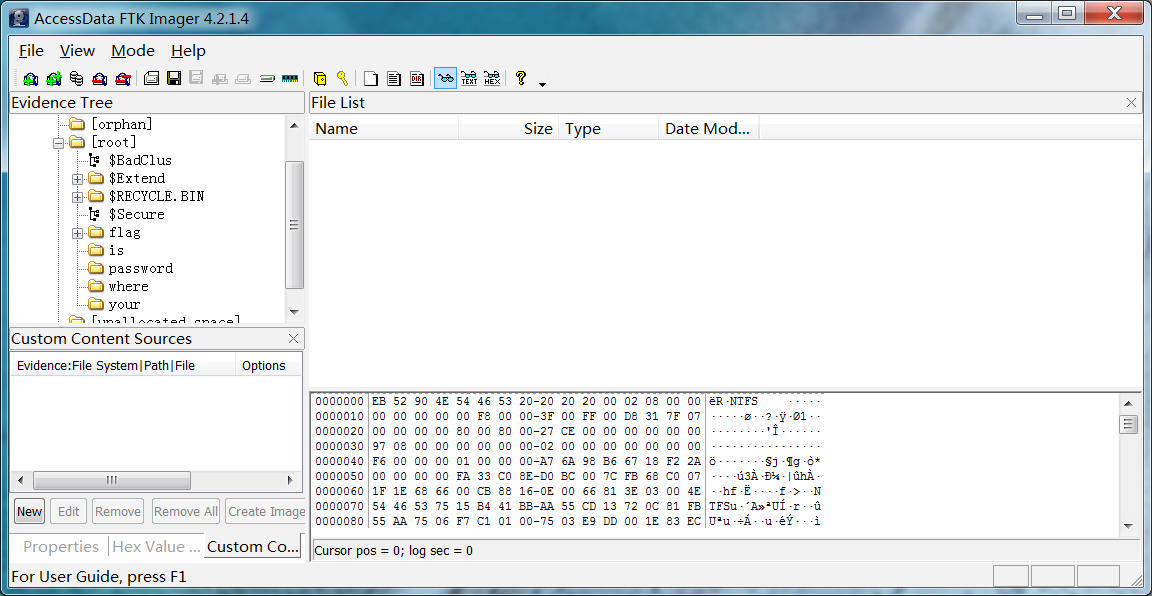 AccessData FTK Imager 4.2.1.4
File View Mode Help
Evidence Tree
[orphan]
[root]
$BadClus
$Extend
$RECYCLE.BIN
$Secure
flag
is
password
where
your
[unallocated space]
Custom Content Sources
Evidence:File System|Path|File Options
New Edit Remove Remove All Create Image
Properties Hex Value ... Custom Co...
File List
Name Size Type Date Mod...
0000000 EB 52 90 4E 54 46 53 20-20 20 20 00 02 08 00 00 ëR·NTFS    ·····
0000010 00 00 00 00 00 F8 00 00-3F 00 FF 00 D8 31 7F 07 ·····ø··?·ÿ·Ø1··
0000020 00 00 00 00 80 00 80 00-27 CE 00 00 00 00 00 00 ········'Î······
0000030 97 08 00 00 00 00 00 00-02 00 00 00 00 00 00 00 ················
0000040 F6 00 00 00 01 00 00 00-A7 6A 98 B6 67 18 F2 2A ö·······§j·¶g·ò*
0000050 00 00 00 00 FA 33 C0 8E-D0 BC 00 7C FB 68 C0 07 ····ú3À·Ð¼·|ûhÀ·
0000060 1F 1E 68 66 00 CB 88 16-0E 00 66 81 3E 03 00 4E ··hf·Ë····f·>··N
0000070 54 46 53 75 15 B4 41 BB-AA 55 CD 13 72 0C 81 FB TFSu·´A»ªUÍ·r··û
0000080 55 AA 75 06 F7 C1 01 00-75 03 E9 DD 00 1E 83 EC Uªu·÷Á··u·éÝ···ì
Cursor pos = 0; log sec = 0
For User Guide, press F1